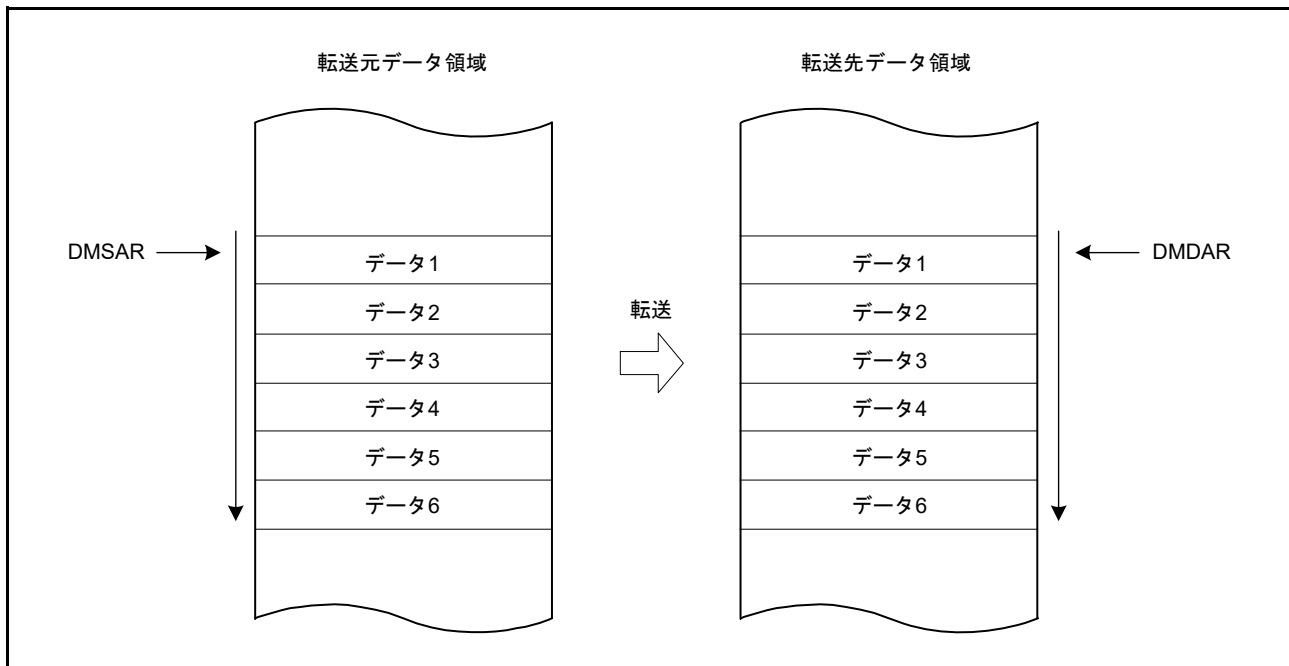 転送元データ領域
転送先データ領域
DMSAR
DMDAR
データ1
データ2
データ3
データ4
データ5
データ6
転送
データ1
データ2
データ3
データ4
データ5
データ6